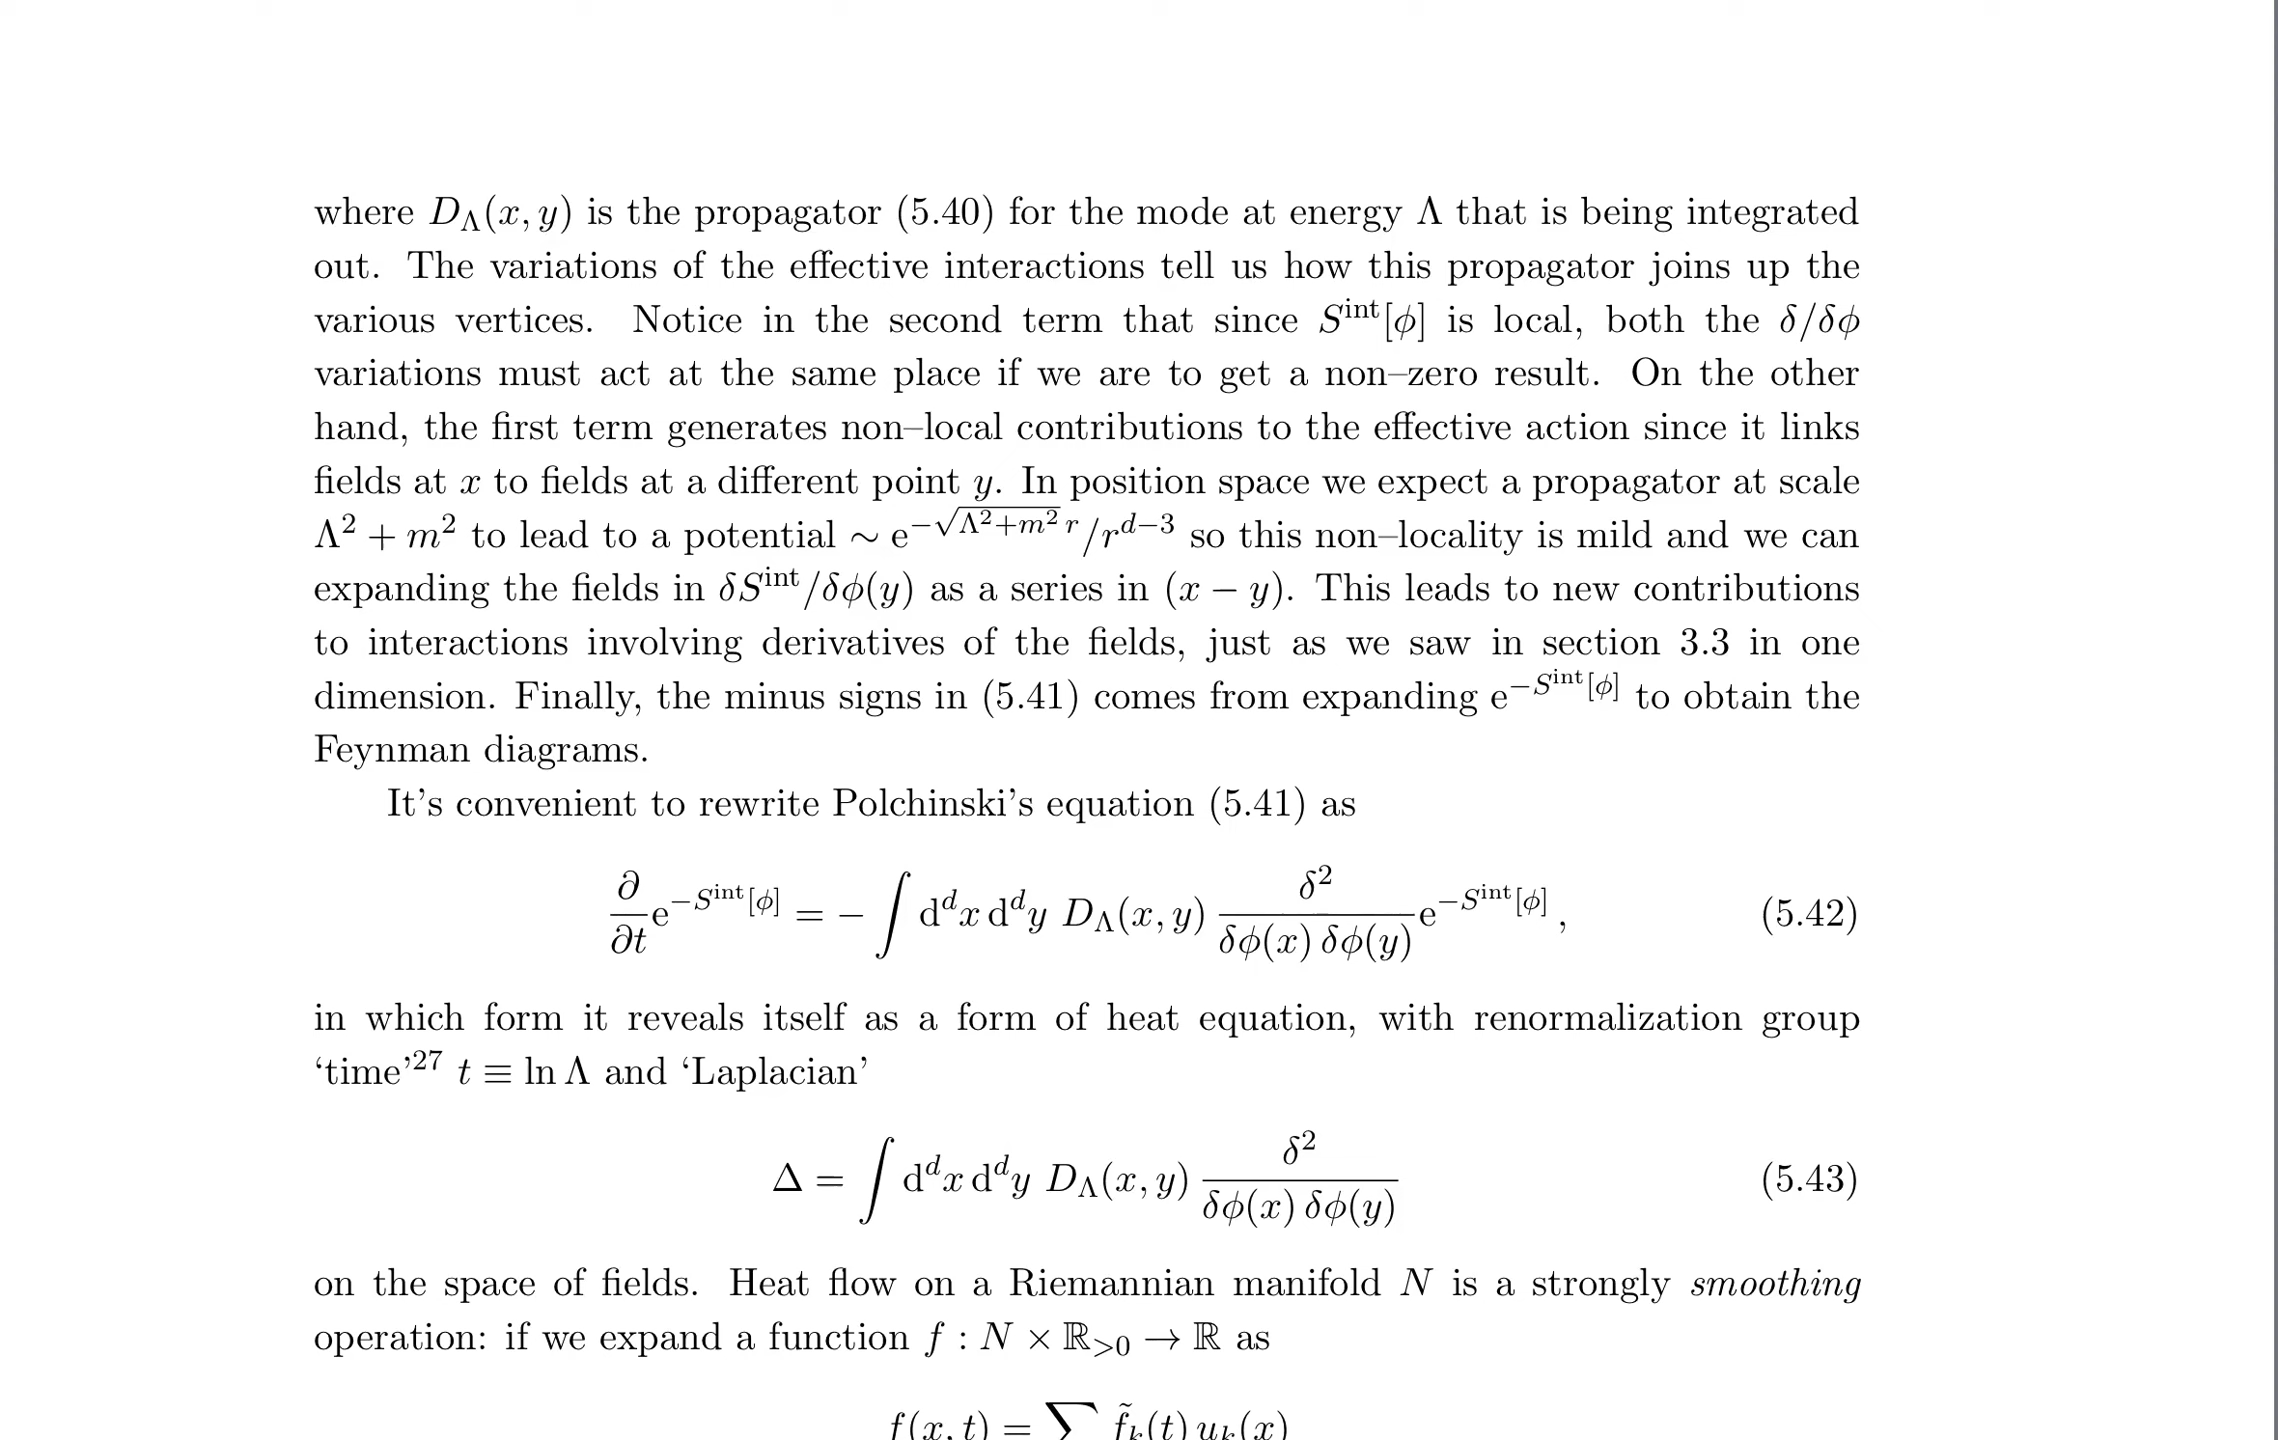 where D_Λ(x, y) is the propagator (5.40) for the mode at energy Λ that is being integrated
out. The variations of the effective interactions tell us how this propagator joins up the
various vertices. Notice in the second term that since S^int[ϕ] is local, both the δ/δϕ
variations must act at the same place if we are to get a non–zero result. On the other
hand, the first term generates non–local contributions to the effective action since it links
fields at x to fields at a different point y. In position space we expect a propagator at scale
Λ² + m² to lead to a potential ∼ e^{−√(Λ²+m²) r}/r^{d−3} so this non–locality is mild and we can
expanding the fields in δS^int/δϕ(y) as a series in (x − y). This leads to new contributions
to interactions involving derivatives of the fields, just as we saw in section 3.3 in one
dimension. Finally, the minus signs in (5.41) comes from expanding e^{−S^int[ϕ]} to obtain the
Feynman diagrams.
It's convenient to rewrite Polchinski's equation (5.41) as
∂/∂t e^{−S^int[ϕ]} = − ∫ d^d x d^d y D_Λ(x, y) δ²/(δϕ(x) δϕ(y)) e^{−S^int[ϕ]} , (5.42)
in which form it reveals itself as a form of heat equation, with renormalization group
‘time’²⁷ t ≡ ln Λ and ‘Laplacian’
Δ = ∫ d^d x d^d y D_Λ(x, y) δ²/(δϕ(x) δϕ(y)) (5.43)
on the space of fields. Heat flow on a Riemannian manifold N is a strongly smoothing
operation: if we expand a function f : N × ℝ_{>0} → ℝ as
f(x, t) = ∑ f̃_k(t) u_k(x)